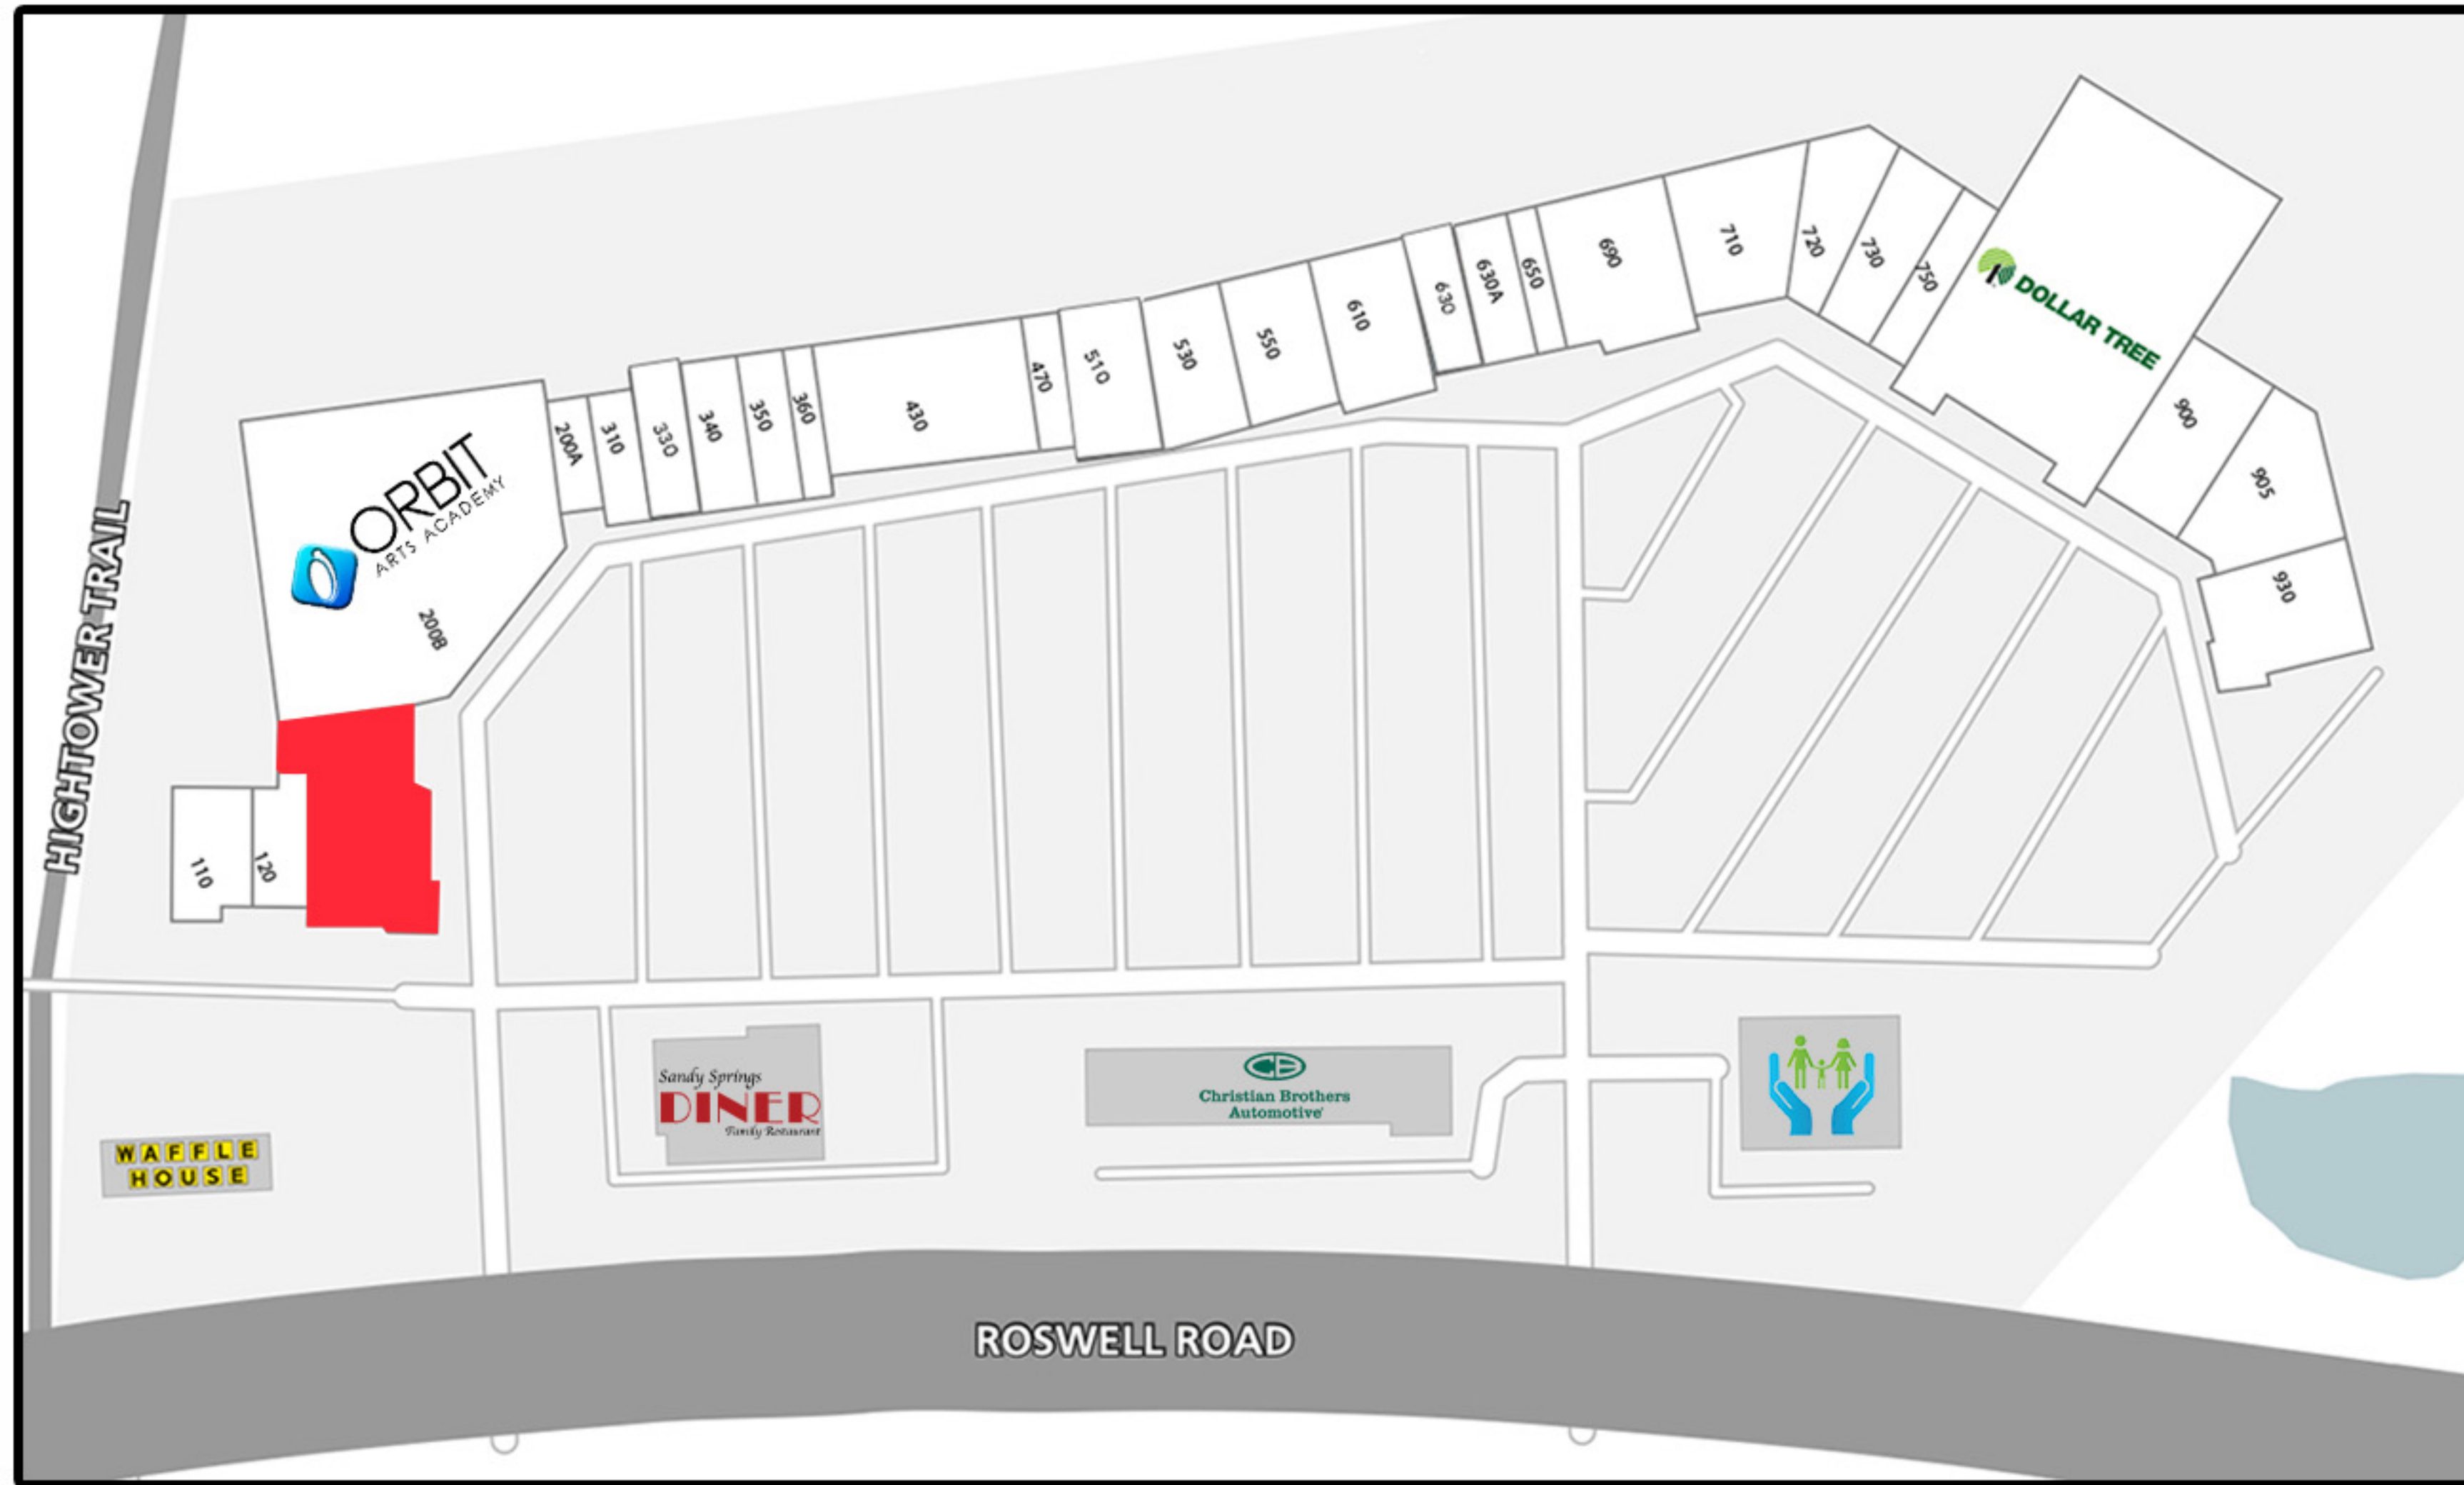 HIGHTOWER TRAIL
ORBIT
ARTS ACADEMY
200B
200A
310
330
340
350
360
430
470
510
530
550
610
630
630A
650
690
710
720
730
750
DOLLAR TREE
900
905
930
110
120
WAFFLE
HOUSE
Sandy Springs
DINER
Family Restaurant
CB
Christian Brothers
Automotive
ROSWELL ROAD